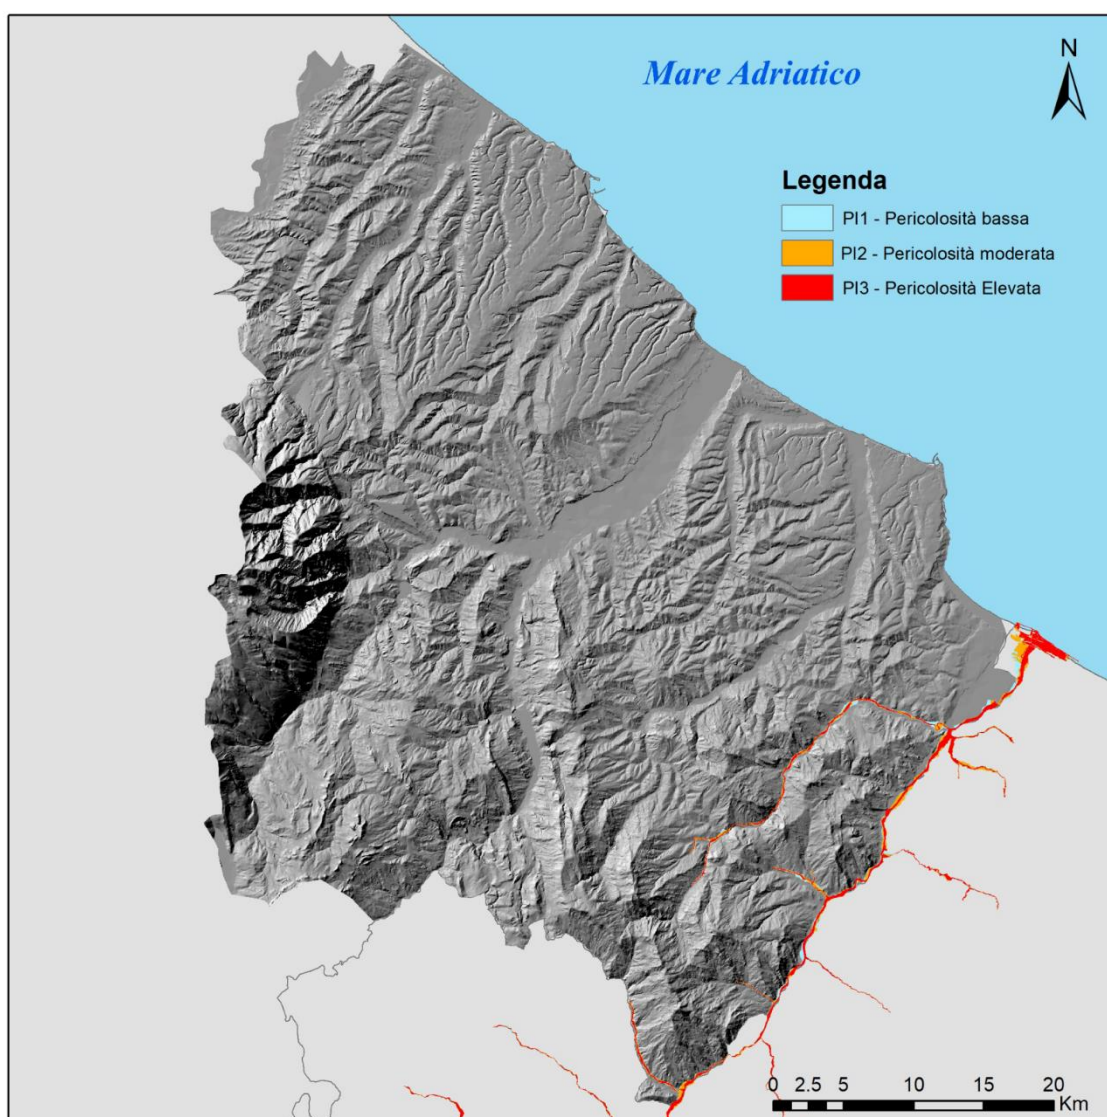 Mare Adriatico
N
Legenda
PI1 - Pericolosità bassa
PI2 - Pericolosità moderata
PI3 - Pericolosità Elevata
0 2.5 5 10 15 20
Km